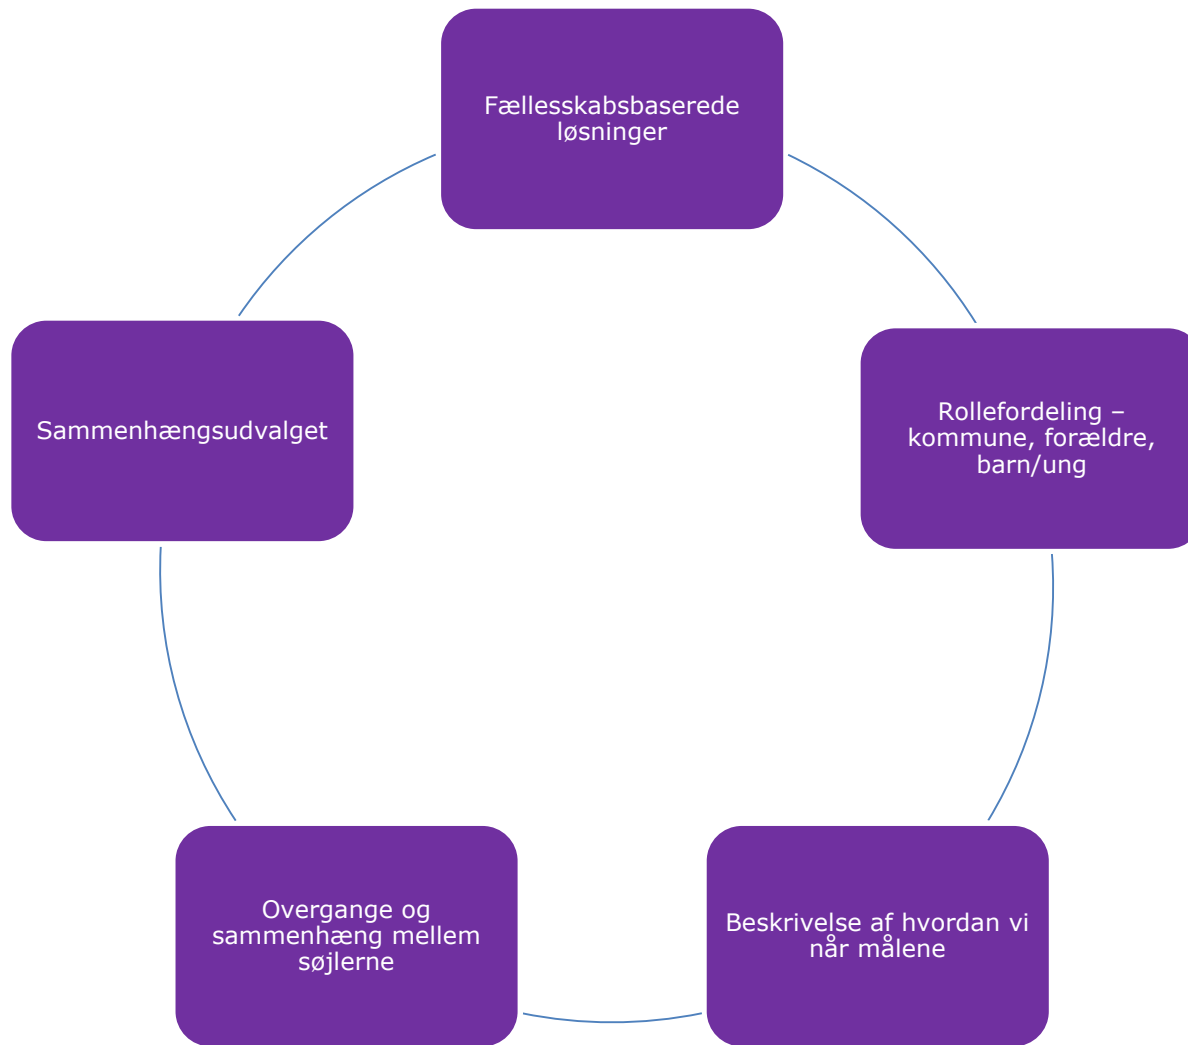 Fællesskabsbaserede
løsninger
Rollefordeling –
kommune, forældre,
barn/ung
Beskrivelse af hvordan vi
når målene
Overgange og
sammenhæng mellem
søjlerne
Sammenhængsudvalget